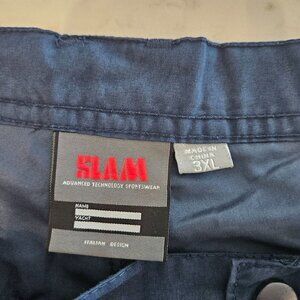 SLAM
ADVANCED TECHNOLOGY SPORTSWEAR
NAME
YACHT
ITALIAN DESIGN
MADE IN
CHINA
3XL